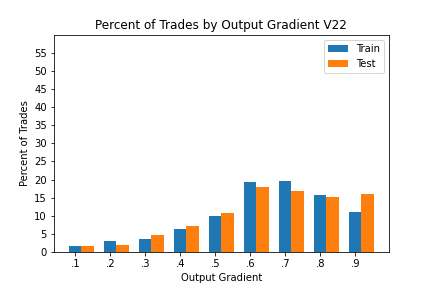 Percent of Trades by Output Gradient V22
Train
Test
Percent of Trades
55
50
45
40
35
30
25
20
15
10
5
0
.1 .2 .3 .4 .5 .6 .7 .8 .9
Output Gradient